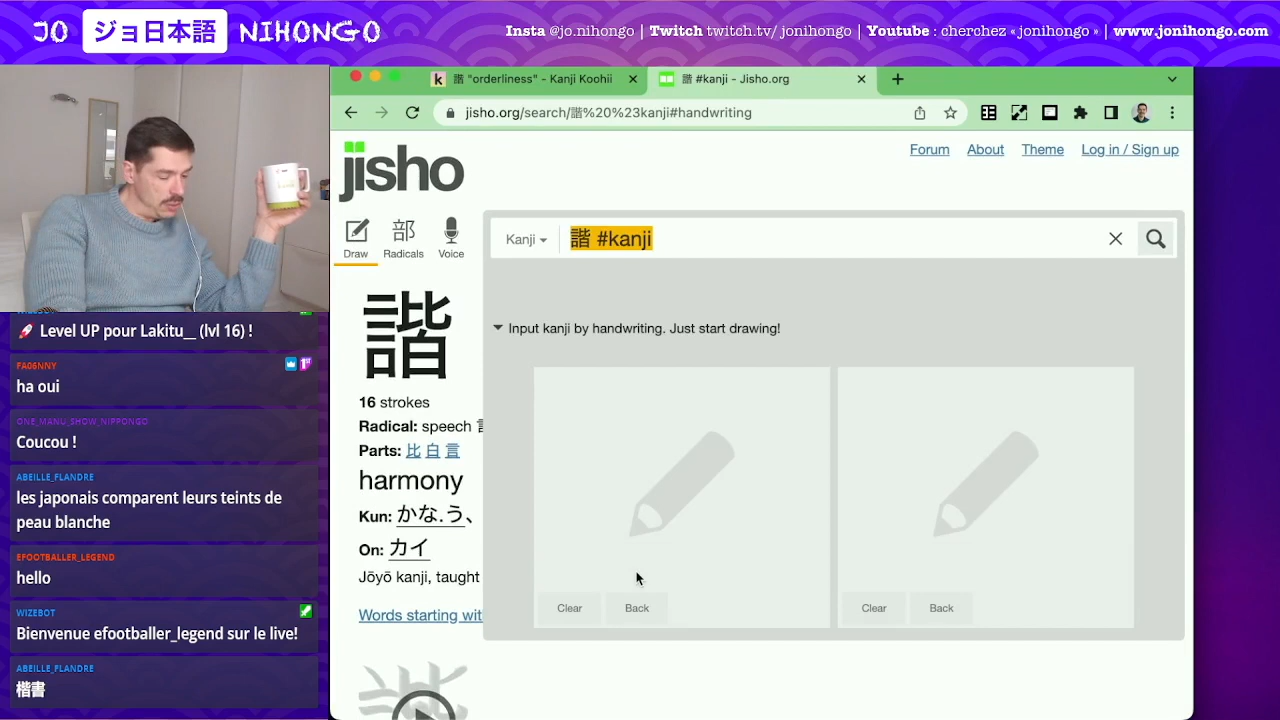 JO ジョ日本語 NIHONGO
Insta @jo.nihongo | Twitch twitch.tv/ jonihongo | Youtube : cherchez « jonihongo » | www.jonihongo.com
諧 "orderliness" - Kanji Koohii
諧 #kanji - Jisho.org
jisho.org/search/諧%20%23kanji#handwriting
jisho
Forum About Theme Log in / Sign up
Draw
部 Radicals
Voice
Kanji
諧 #kanji
Input kanji by handwriting. Just start drawing!
Clear Back
Clear Back
諧
16 strokes
Radical: speech
Parts: 比 白 言
harmony
Kun: かな.う、
On: カイ
Jōyō kanji, taught
Words starting wit
🚀 Level UP pour Lakitu__ (lvl 16) !
FA06NNY
ha oui
ONE_MANU_SHOW_NIPPONGO
Coucou !
ABEILLE_FLANDRE
les japonais comparent leurs teints de
peau blanche
EFOOTBALLER_LEGEND
hello
WIZEBOT
Bienvenue efootballer_legend sur le live!
ABEILLE_FLANDRE
楷書